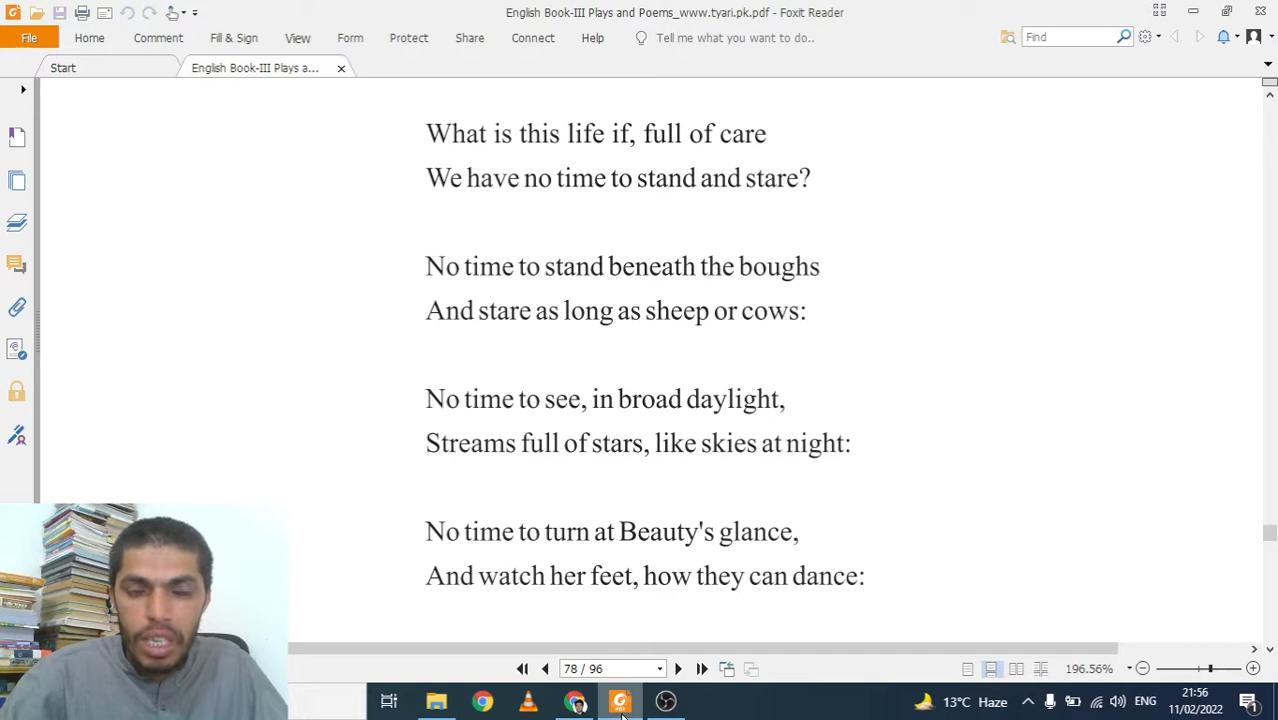 English Book-III Plays and Poems_www.tyari.pk.pdf - Foxit Reader
File Home Comment Fill & Sign View Form Protect Share Connect Help Tell me what you want to do.. Find
Start English Book-III Plays a...
What is this life if, full of care
We have no time to stand and stare?
No time to stand beneath the boughs
And stare as long as sheep or cows:
No time to see, in broad daylight,
Streams full of stars, like skies at night:
No time to turn at Beauty's glance,
And watch her feet, how they can dance:
78 / 96 196.56%
13°C Haze ENG 21:56
11/02/2022 1